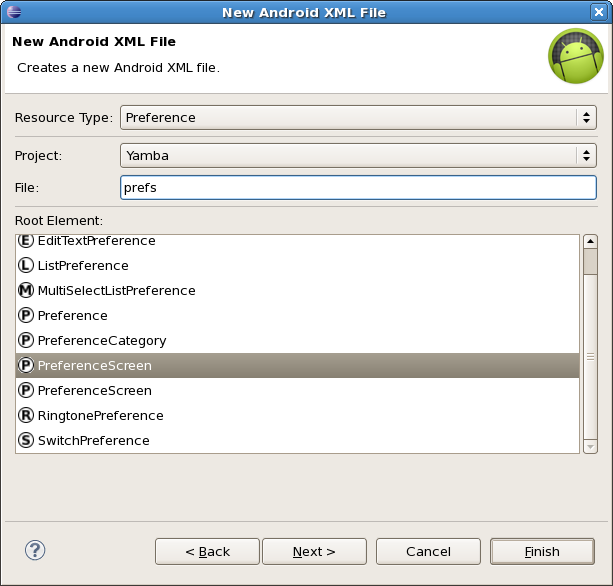 New Android XML File
New Android XML File
Creates a new Android XML file.
Resource Type: Preference
Project: Yamba
File: prefs
Root Element:
E EditTextPreference
L ListPreference
M MultiSelectListPreference
P Preference
P PreferenceCategory
P PreferenceScreen
P PreferenceScreen
R RingtonePreference
S SwitchPreference
? < Back Next > Cancel Finish